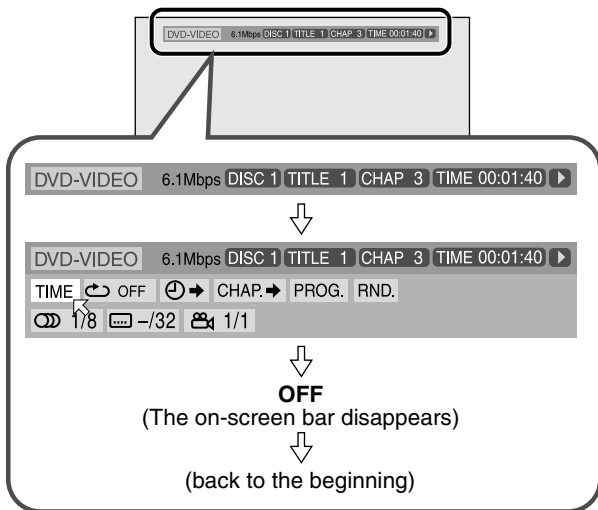 DVD-VIDEO 6.1Mbps DISC 1 TITLE 1 CHAP 3 TIME 00:01:40
DVD-VIDEO 6.1Mbps DISC 1 TITLE 1 CHAP 3 TIME 00:01:40
DVD-VIDEO 6.1Mbps DISC 1 TITLE 1 CHAP 3 TIME 00:01:40
TIME OFF CHAP. PROG. RND.
1/8 –/32 1/1
OFF
(The on-screen bar disappears)
(back to the beginning)